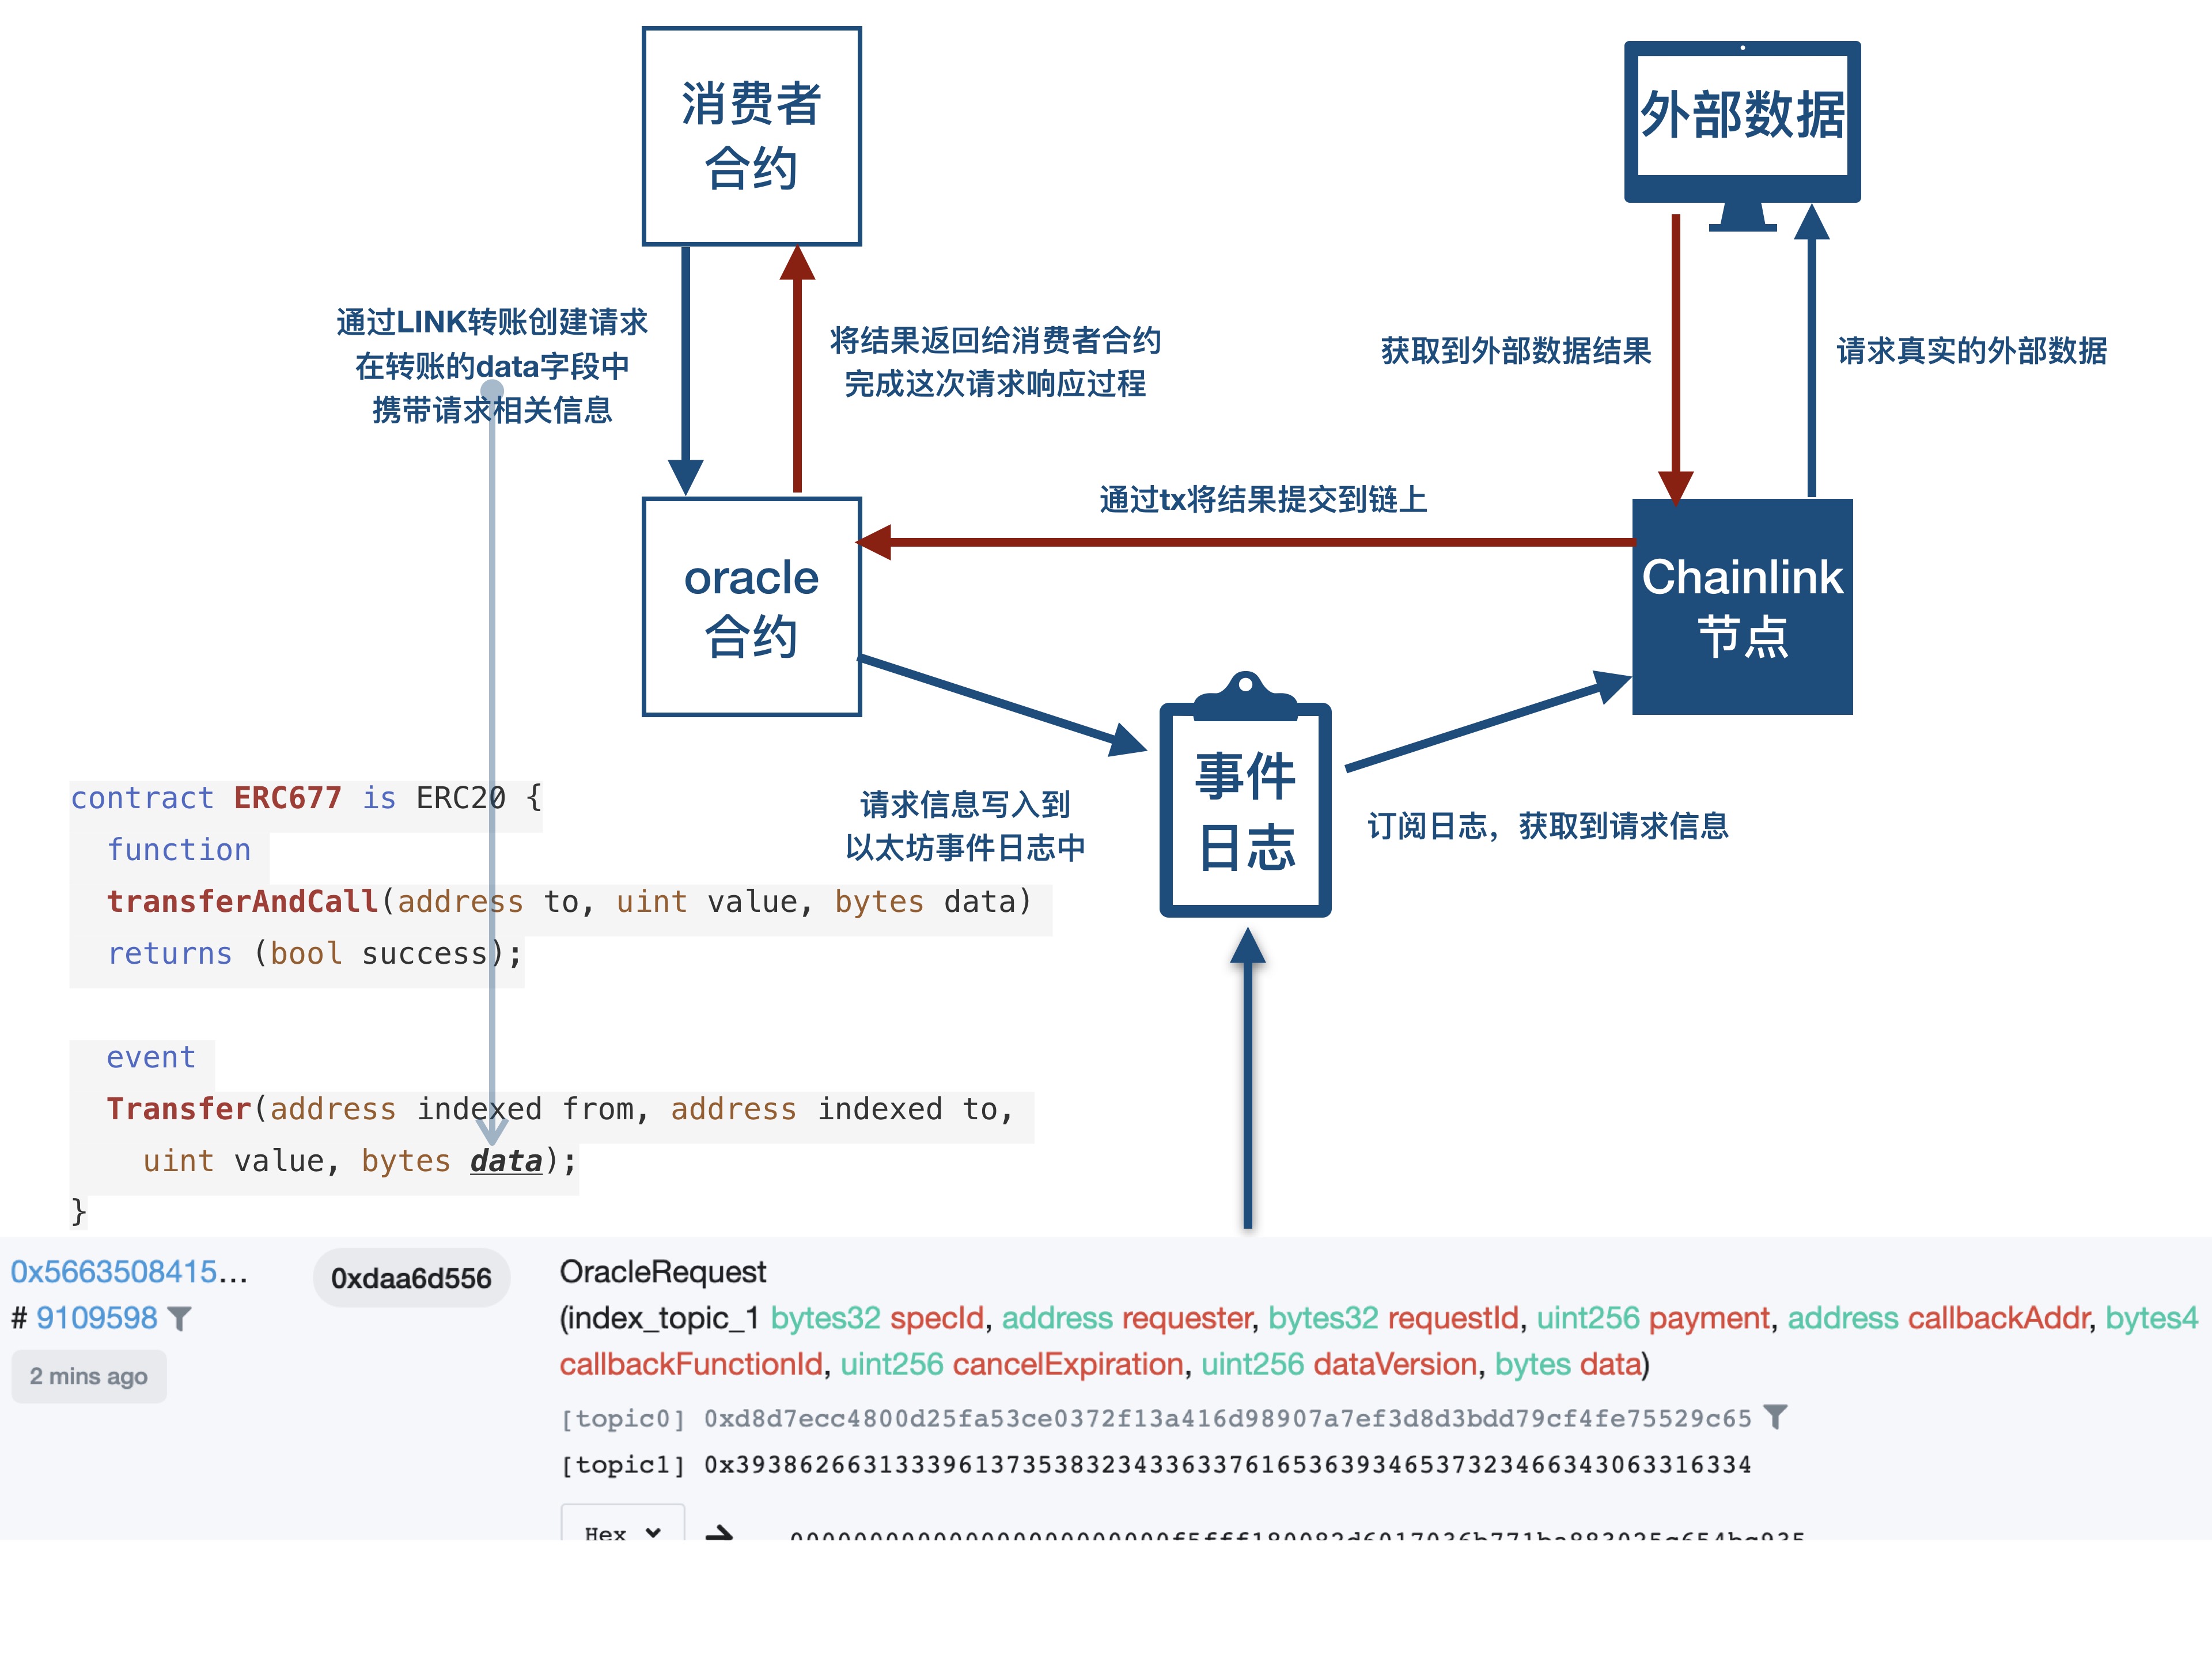 消费者
合约
外部数据
通过LINK转账创建请求
在转账的data字段中
携带请求相关信息
将结果返回给消费者合约
完成这次请求响应过程
获取到外部数据结果
请求真实的外部数据
通过tx将结果提交到链上
oracle
合约
Chainlink
节点
事件
日志
请求信息写入到
以太坊事件日志中
订阅日志，获取到请求信息
contract ERC677 is ERC20 {
function
transferAndCall(address to, uint value, bytes data)
returns (bool success);
event
Transfer(address indexed from, address indexed to,
uint value, bytes data);
}
0x5663508415...
# 9109598
2 mins ago
0xdaa6d556
OracleRequest
(index_topic_1 bytes32 specId, address requester, bytes32 requestId, uint256 payment, address callbackAddr, bytes4
callbackFunctionId, uint256 cancelExpiration, uint256 dataVersion, bytes data)
[topic0] 0xd8d7ecc4800d25fa53ce0372f13a416d98907a7ef3d8d3bdd79cf4fe75529c65
[topic1] 0x3938626631333961373538323433633761653639346537323466343063316334
Hex